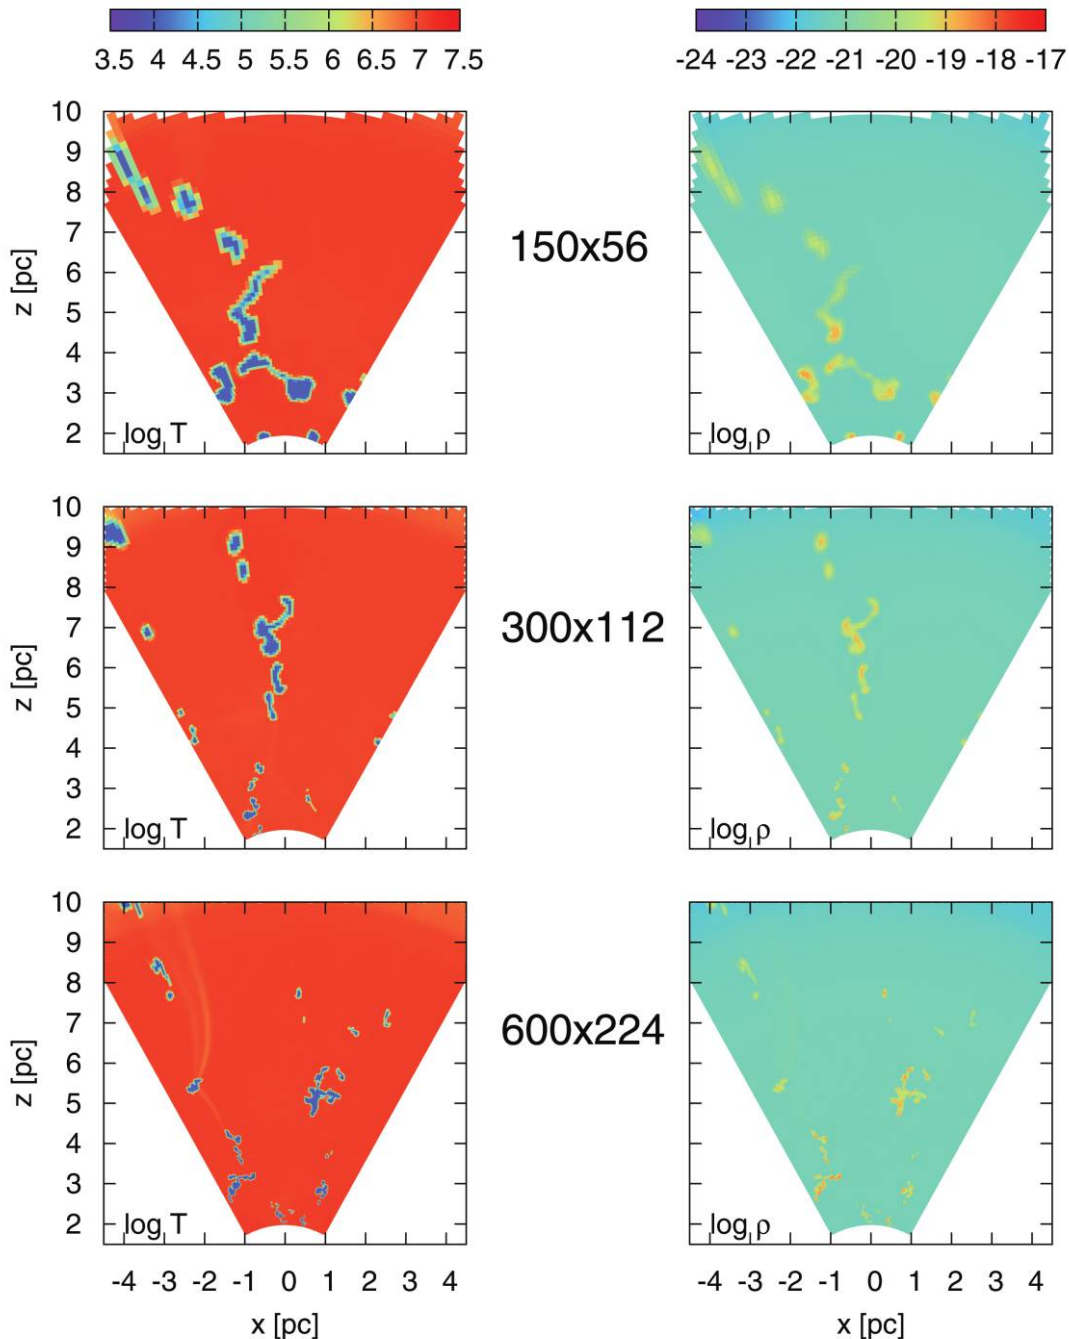 3.5 4 4.5 5 5.5 6 6.5 7 7.5
-24 -23 -22 -21 -20 -19 -18 -17
10
9
8
7
6
5
4
3
2
z [pc]
log T
150x56
log ρ
10
9
8
7
6
5
4
3
2
z [pc]
log T
300x112
log ρ
10
9
8
7
6
5
4
3
2
z [pc]
log T
600x224
log ρ
-4 -3 -2 -1 0 1 2 3 4
x [pc]
-4 -3 -2 -1 0 1 2 3 4
x [pc]